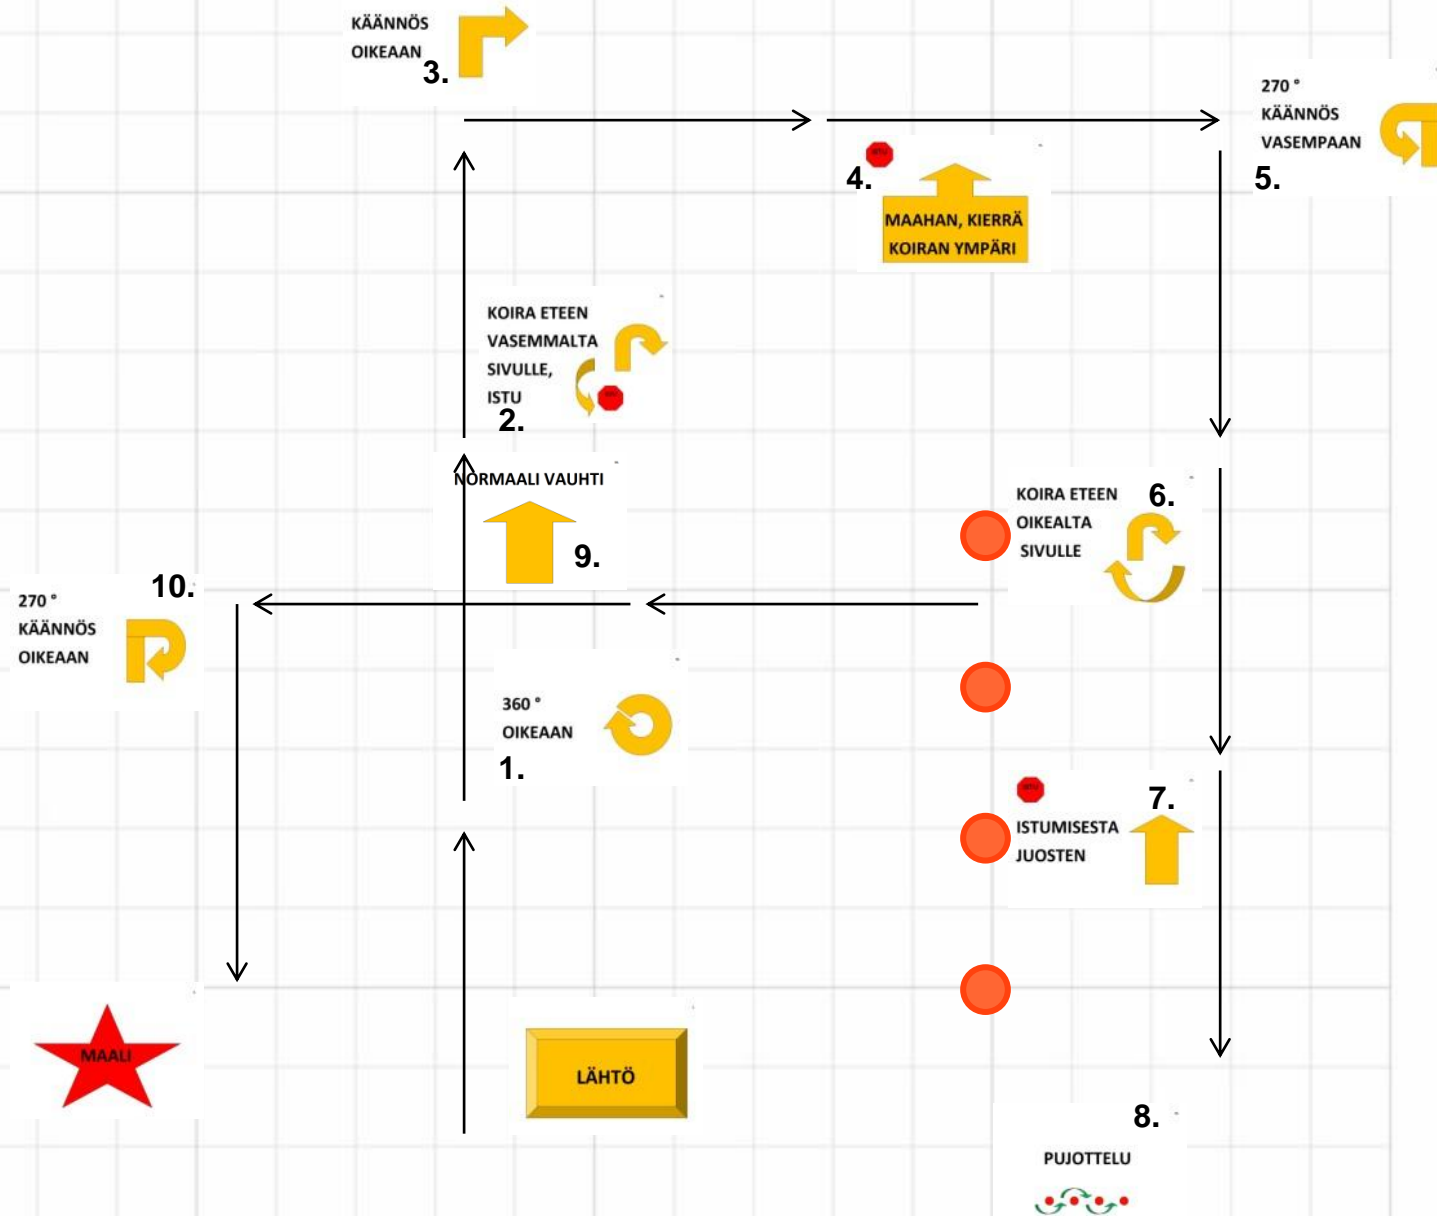 KÄÄNNÖS
OIKEAAN
3.
270 °
KÄÄNNÖS
VASEMPAAN
5.
4.
MAAHAN, KIERRÄ
KOIRAN YMPÄRI
KOIRA ETEEN
VASEMMALTA
SIVULLE,
ISTU
2.
NORMAALI VAUHTI
9.
KOIRA ETEEN
OIKEALTA
SIVULLE
6.
10.
270 °
KÄÄNNÖS
OIKEAAN
360 °
OIKEAAN
1.
7.
ISTUMISESTA
JUOSTEN
MAALI
LÄHTÖ
8.
PUJOTTELU